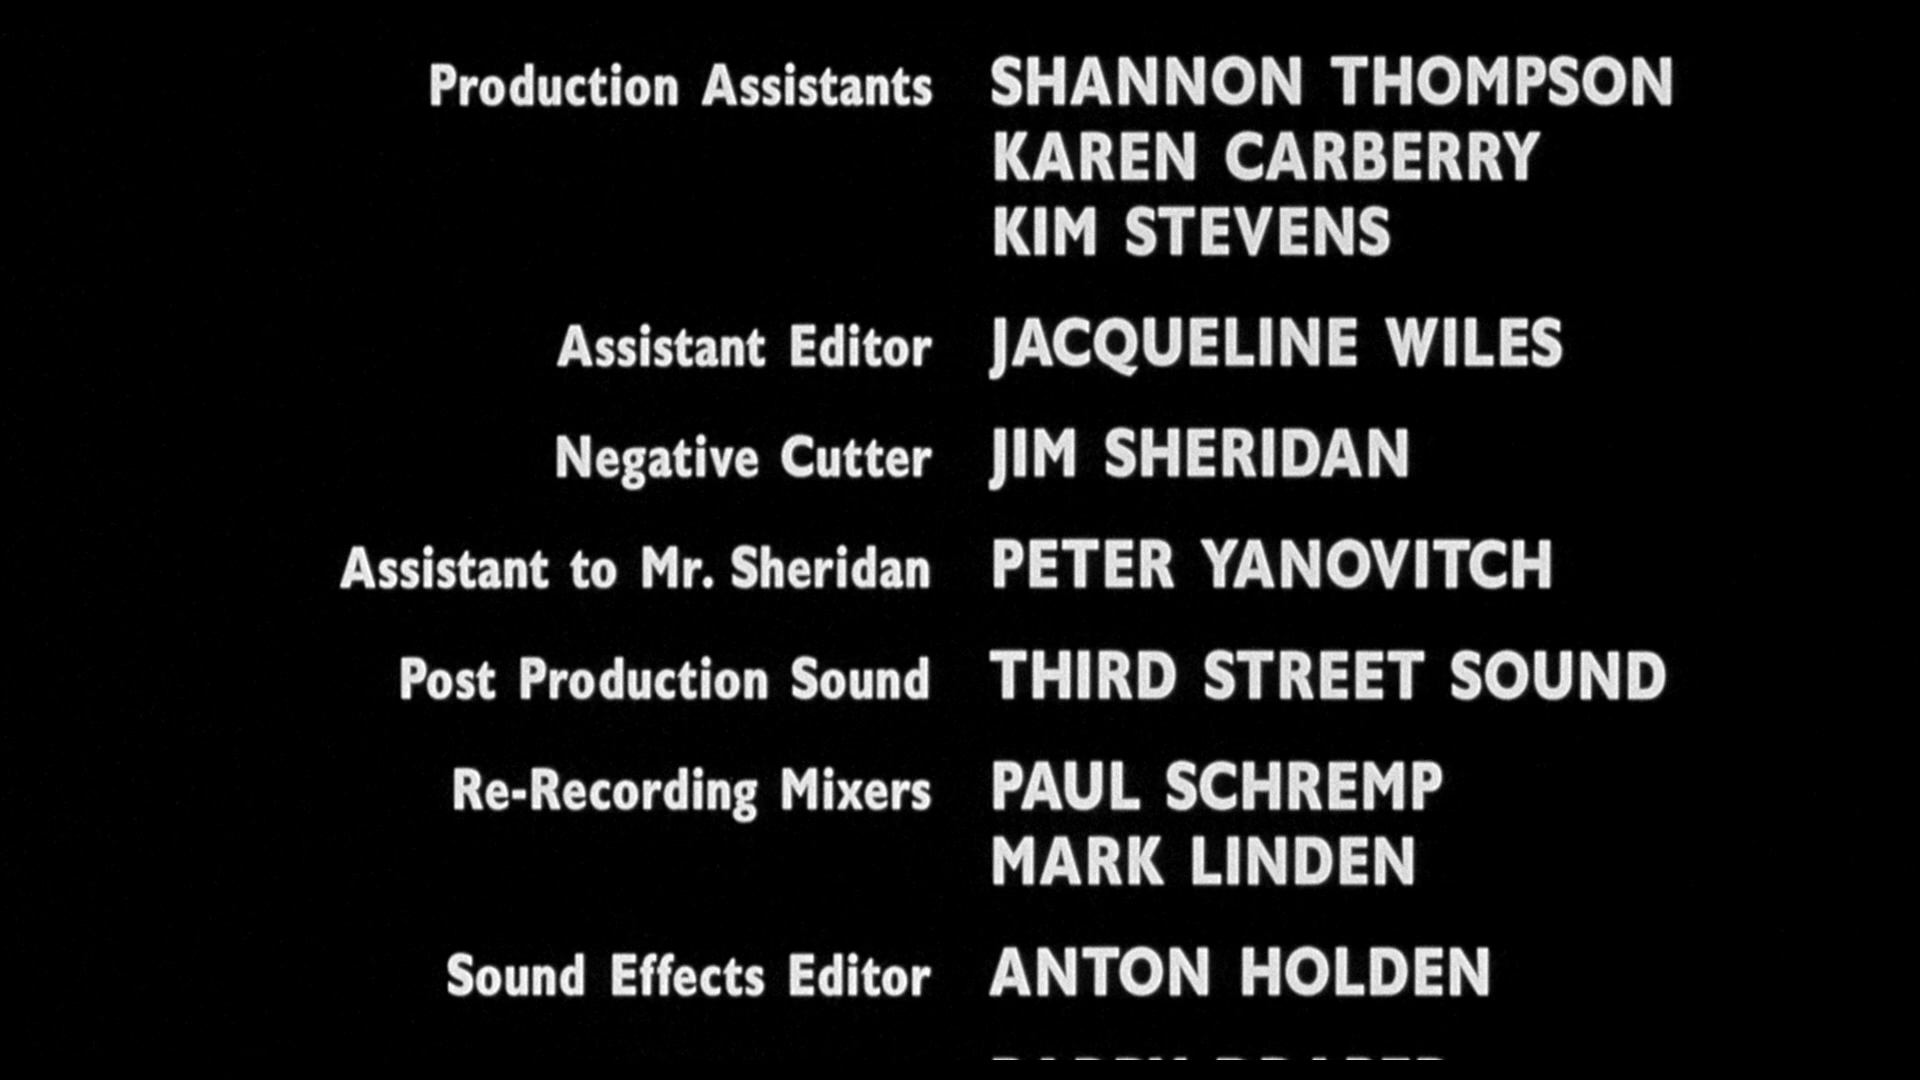 Production Assistants SHANNON THOMPSON
KAREN CARBERRY
KIM STEVENS
Assistant Editor JACQUELINE WILES
Negative Cutter JIM SHERIDAN
Assistant to Mr. Sheridan PETER YANOVITCH
Post Production Sound THIRD STREET SOUND
Re-Recording Mixers PAUL SCHREMP
MARK LINDEN
Sound Effects Editor ANTON HOLDEN